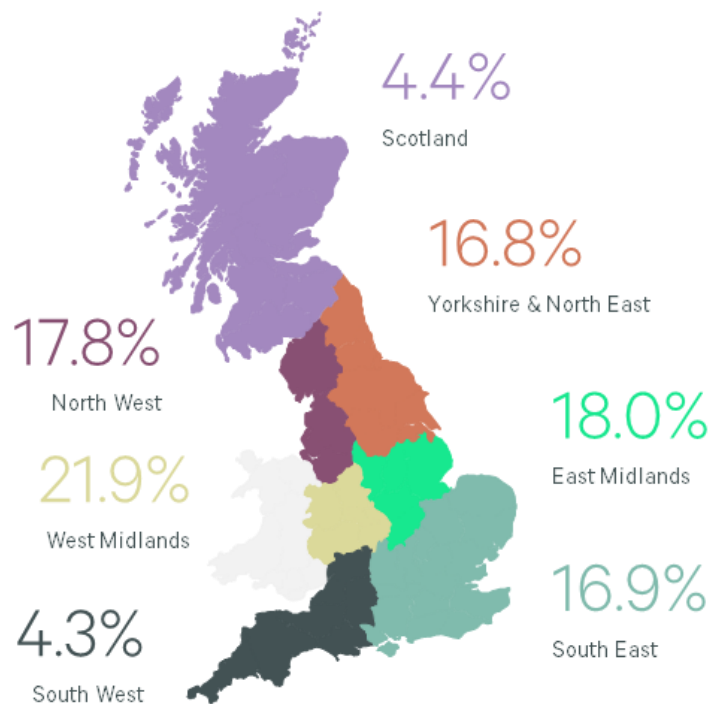 4.4%
Scotland
16.8%
Yorkshire & North East
17.8%
North West
18.0%
East Midlands
21.9%
West Midlands
16.9%
South East
4.3%
South West